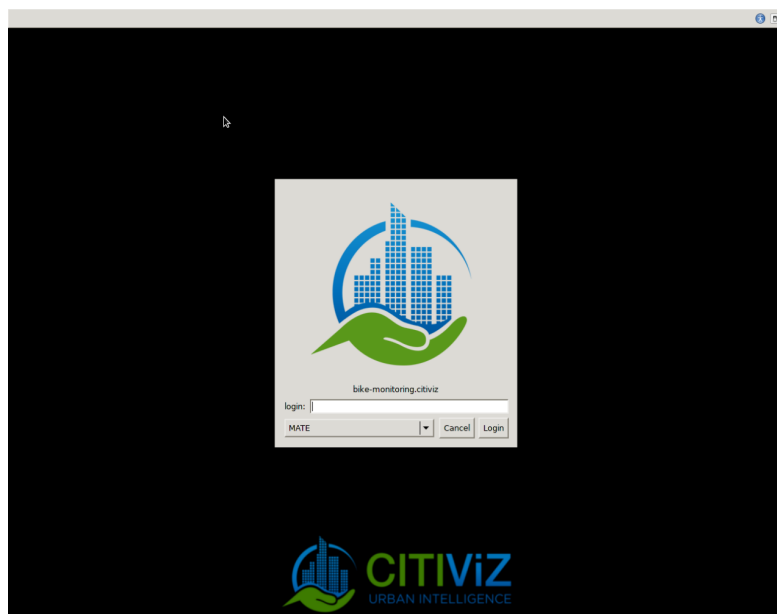 bike-monitoring.citiviz
login:
MATE
Cancel
Login
CITIViZ
URBAN INTELLIGENCE